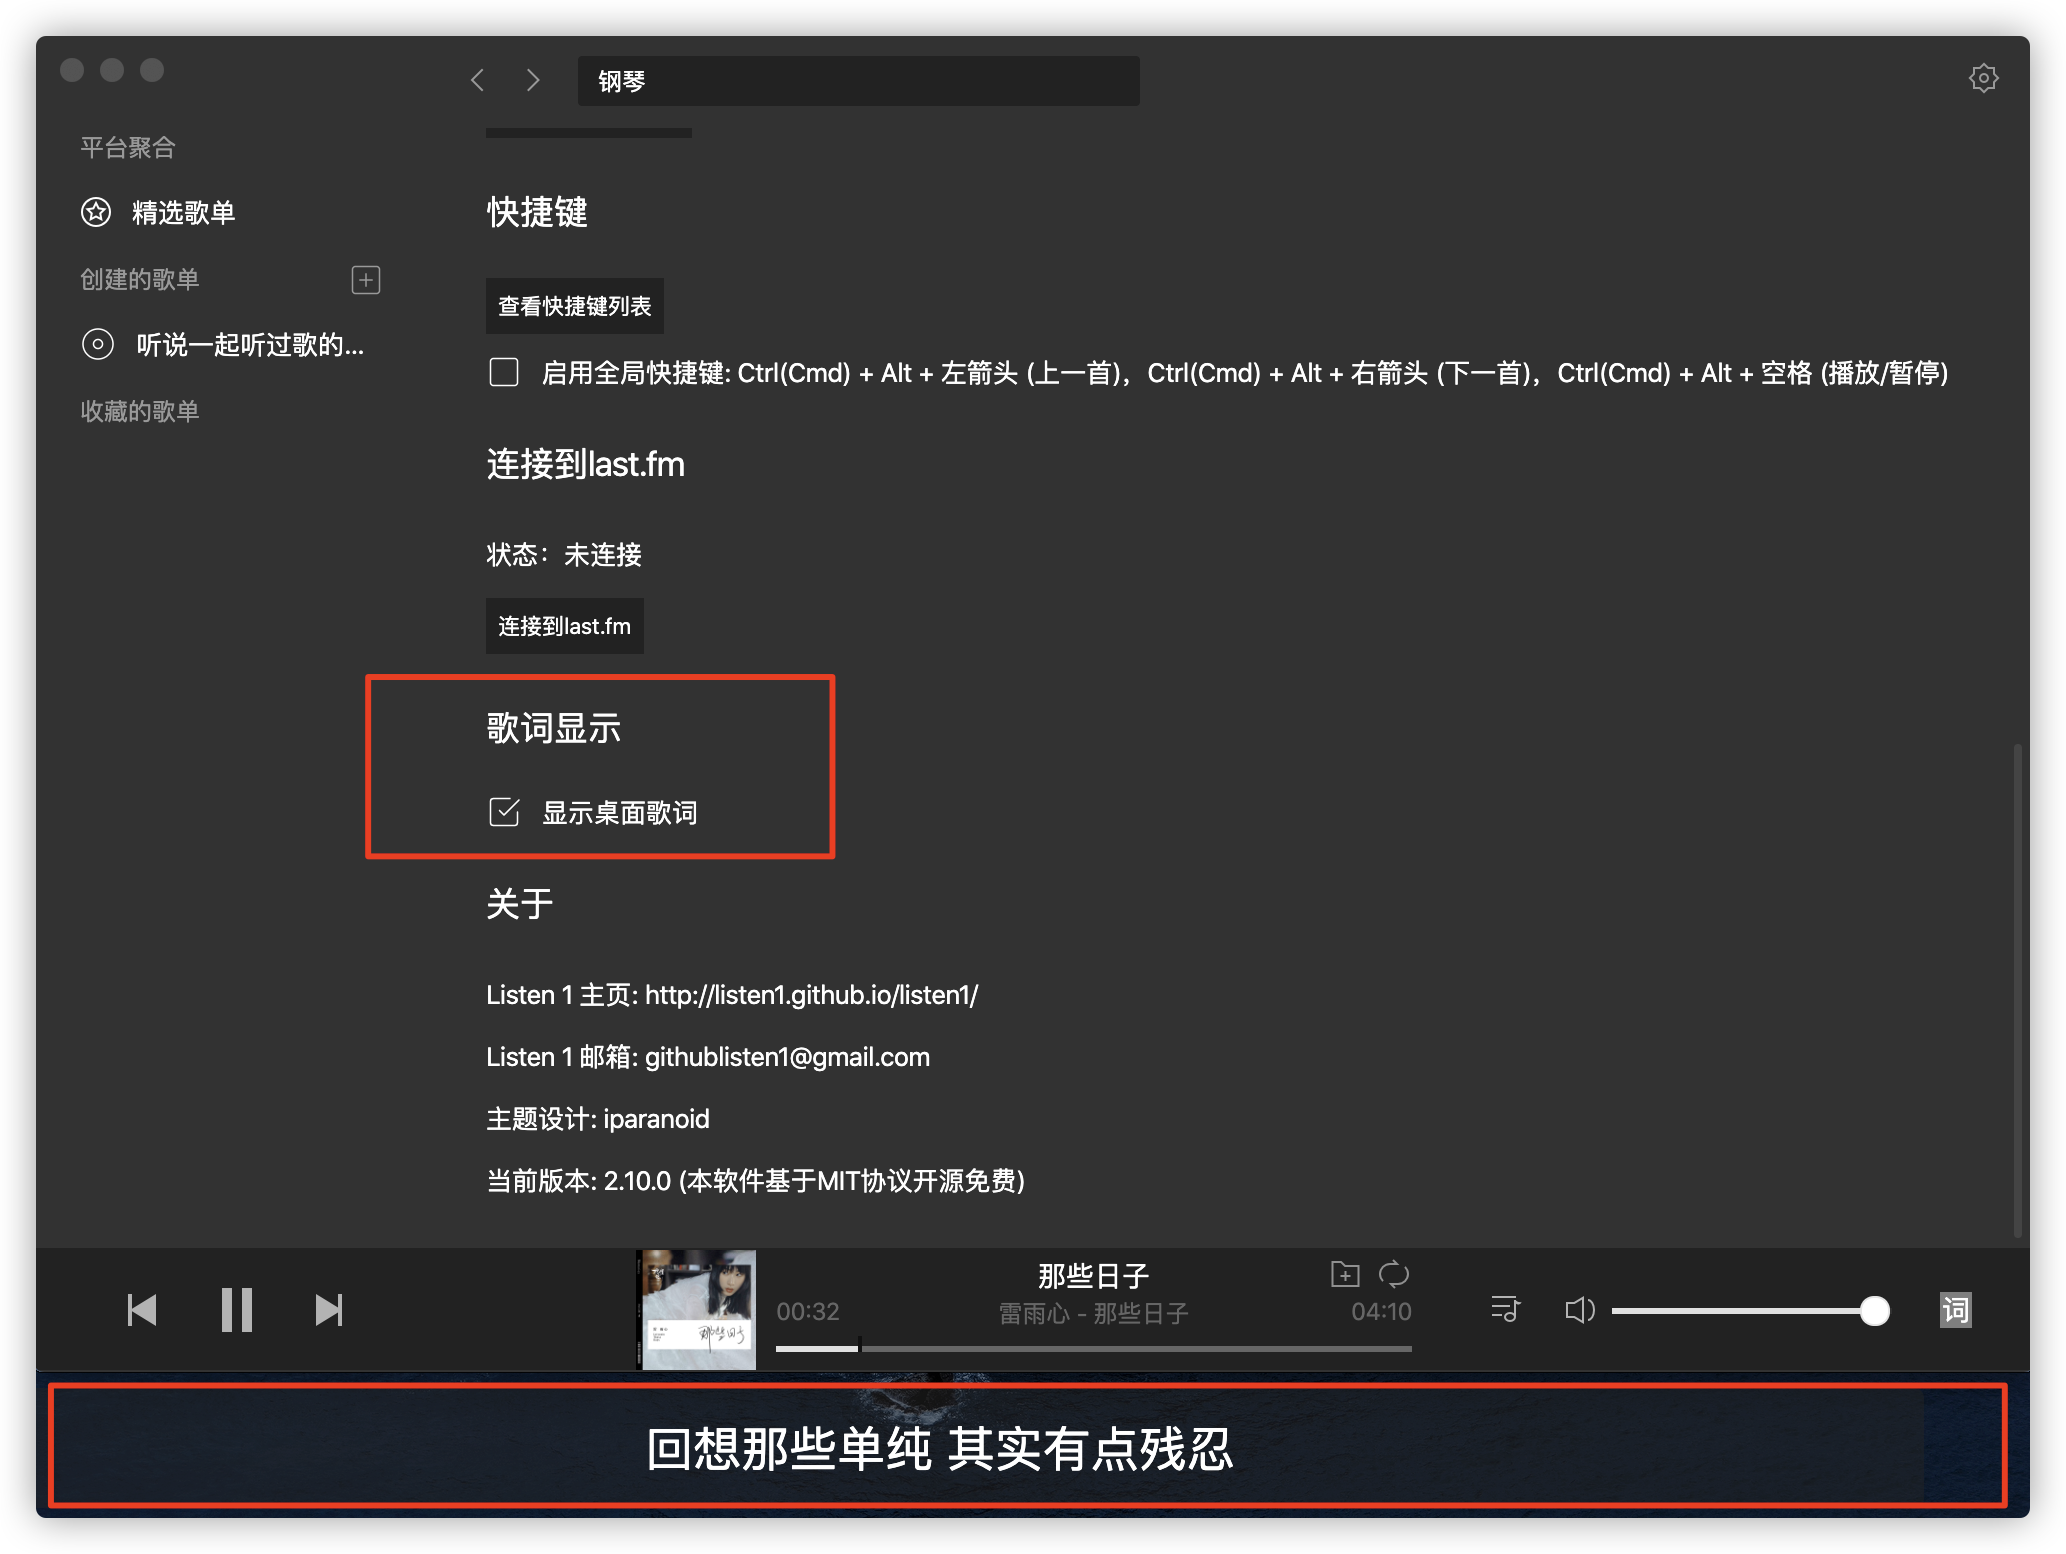 钢琴
平台聚合
精选歌单
创建的歌单
听说一起听过歌的...
收藏的歌单
快捷键
查看快捷键列表
启用全局快捷键: Ctrl(Cmd) + Alt + 左箭头 (上一首)，Ctrl(Cmd) + Alt + 右箭头 (下一首)，Ctrl(Cmd) + Alt + 空格 (播放/暂停)
连接到last.fm
状态：未连接
连接到last.fm
歌词显示
显示桌面歌词
关于
Listen 1 主页: http://listen1.github.io/listen1/
Listen 1 邮箱: githublisten1@gmail.com
主题设计: iparanoid
当前版本: 2.10.0 (本软件基于MIT协议开源免费)
那些日子
00:32
雷雨心 - 那些日子
04:10
词
那些日子
回想那些单纯 其实有点残忍